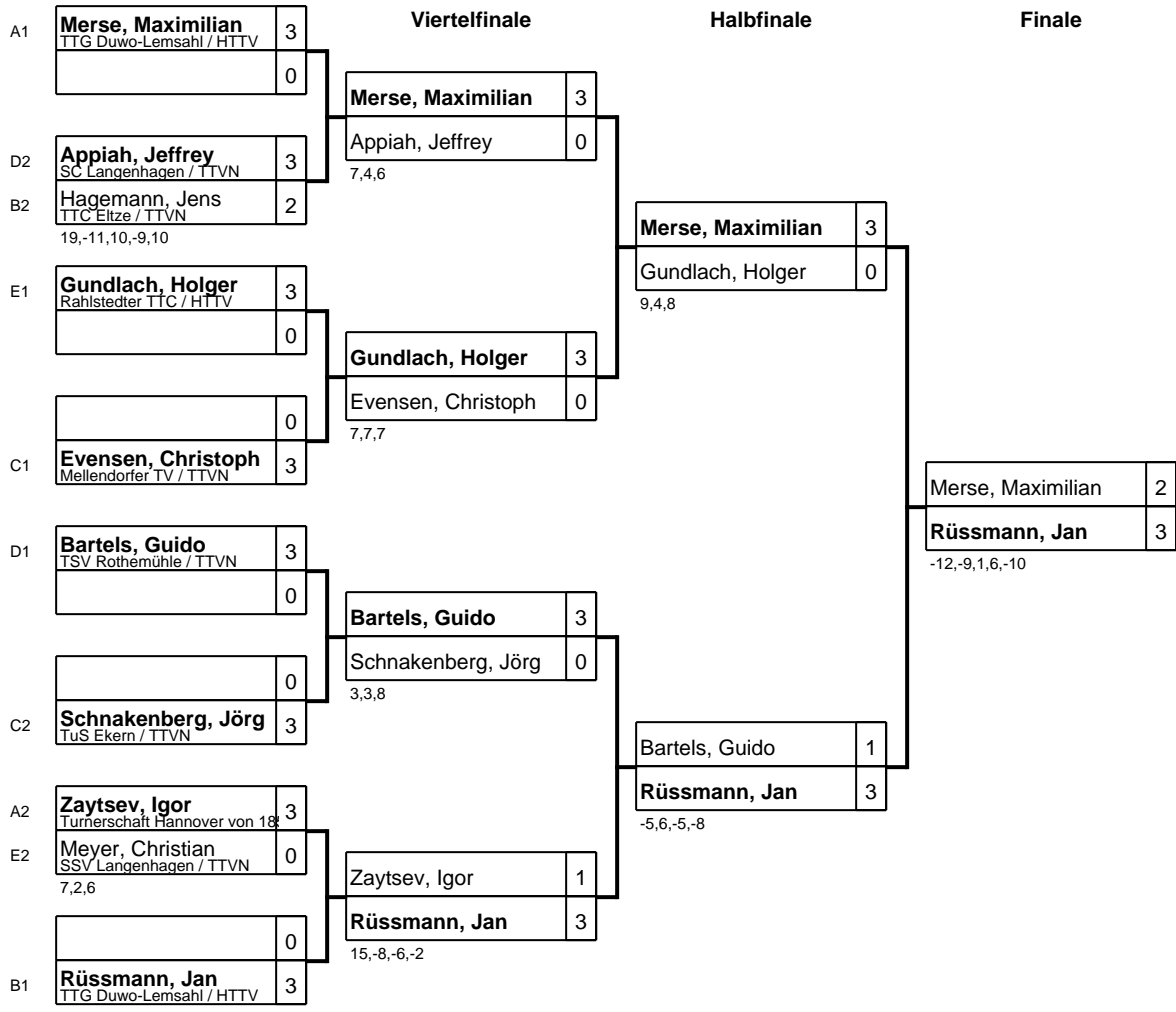 Viertelfinale
Halbfinale
Finale
A1 Merse, Maximilian 3
TTG Duwo-Lemsahl / HTTV
0
D2 Appiah, Jeffrey 3
SC Langenhagen / TTVN
B2 Hagemann, Jens 2
TTC Eltze / TTVN
19,-11,10,-9,10
E1 Gundlach, Holger 3
Rahlstedter TTC / HTTV
0
0
C1 Evensen, Christoph 3
Mellendorfer TV / TTVN
D1 Bartels, Guido 3
TSV Rothemühle / TTVN
0
0
C2 Schnakenberg, Jörg 3
TuS Ekern / TTVN
A2 Zaytsev, Igor 3
Turnerschaft Hannover von 18
E2 Meyer, Christian 0
SSV Langenhagen / TTVN
7,2,6
0
B1 Rüssmann, Jan 3
TTG Duwo-Lemsahl / HTTV
Merse, Maximilian 3
Appiah, Jeffrey 0
7,4,6
Gundlach, Holger 3
Evensen, Christoph 0
7,7,7
Bartels, Guido 3
Schnakenberg, Jörg 0
3,3,8
Zaytsev, Igor 1
Rüssmann, Jan 3
15,-8,-6,-2
Merse, Maximilian 3
Gundlach, Holger 0
9,4,8
Bartels, Guido 1
Rüssmann, Jan 3
-5,6,-5,-8
Merse, Maximilian 2
Rüssmann, Jan 3
-12,-9,1,6,-10